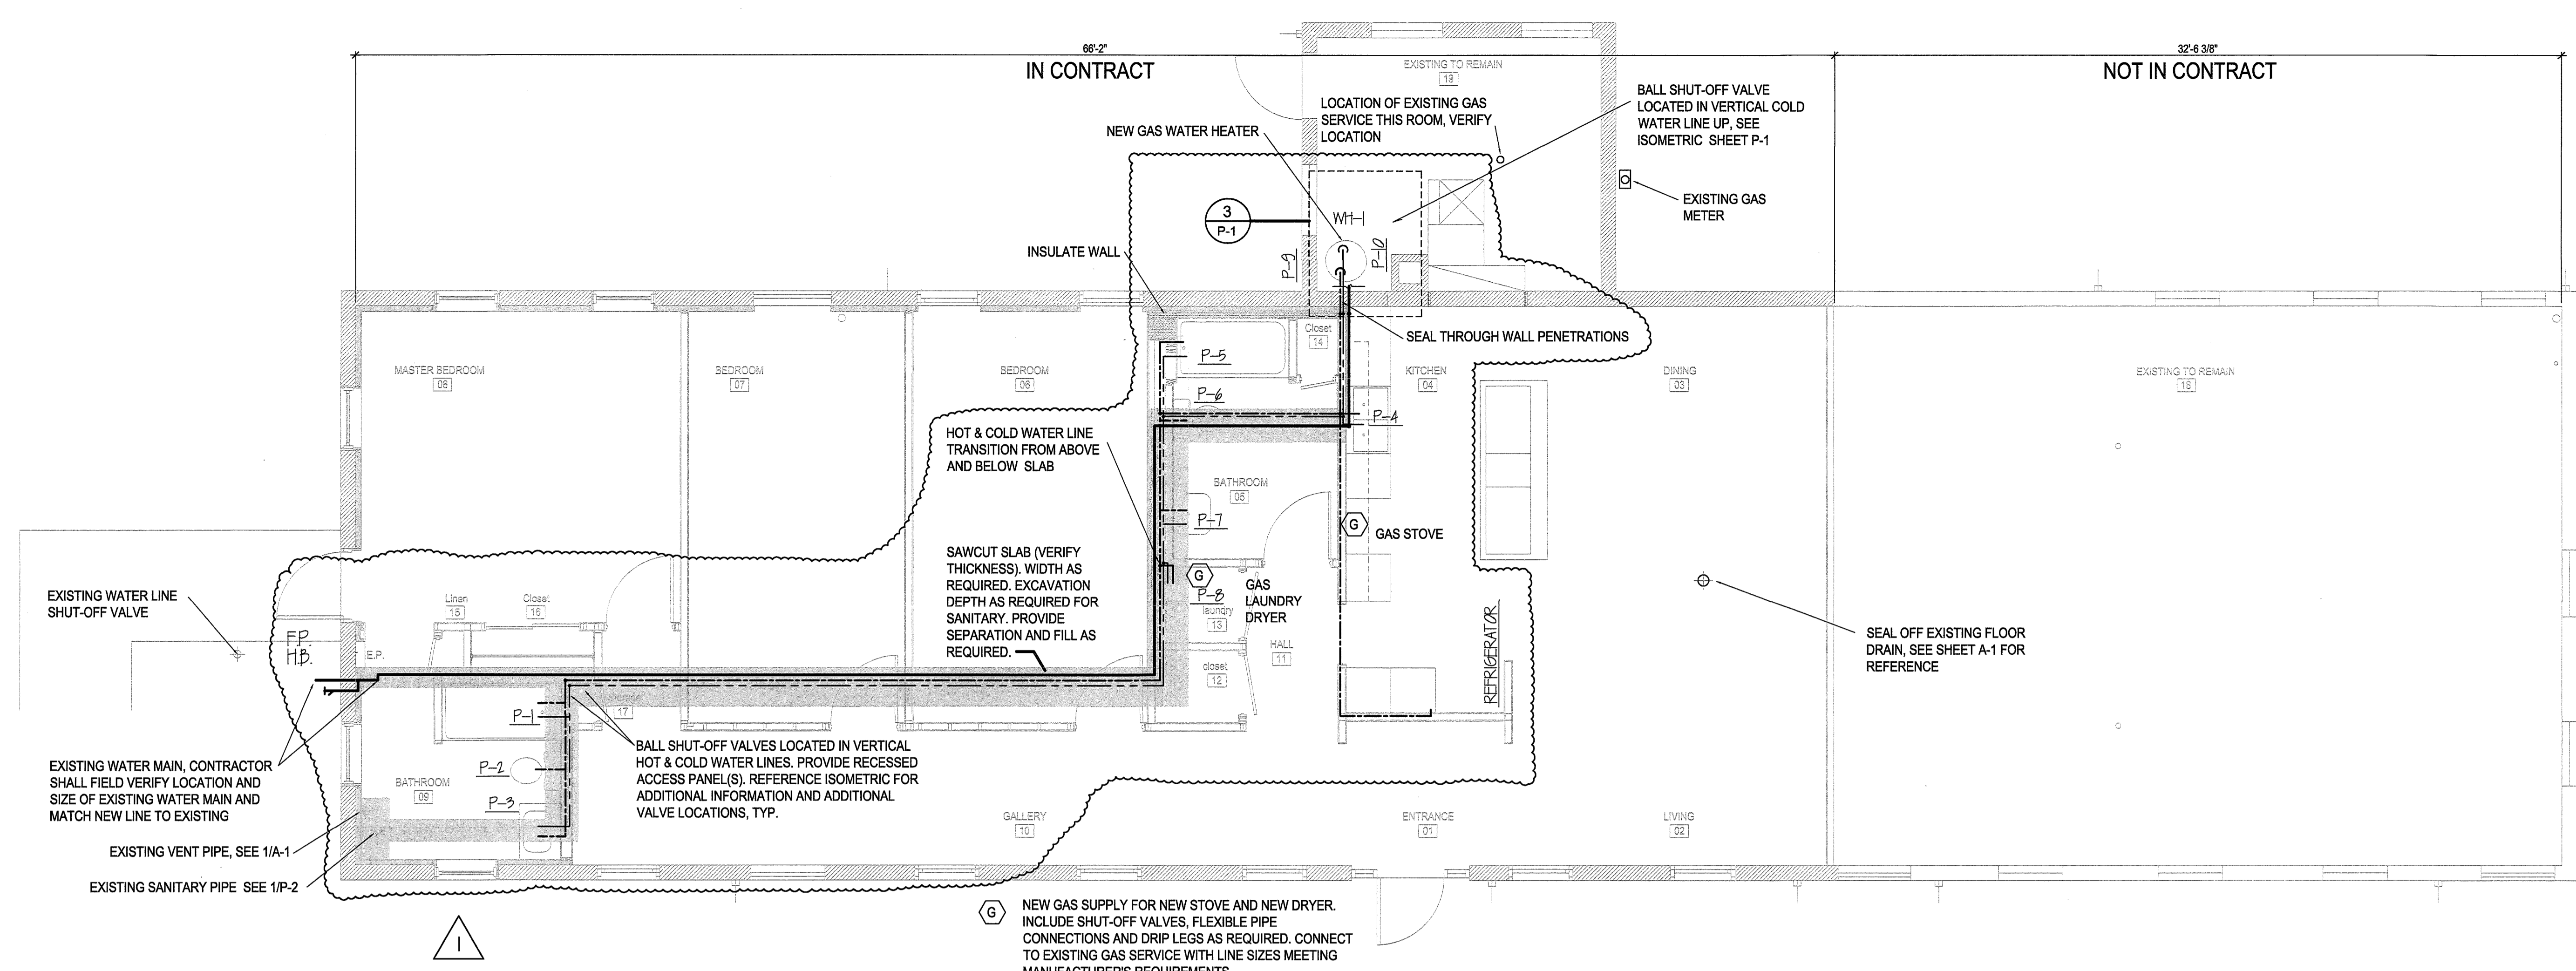 66'-2"
IN CONTRACT
32'-6 3/8"
NOT IN CONTRACT
EXISTING TO REMAIN
19
LOCATION OF EXISTING GAS
SERVICE THIS ROOM, VERIFY
LOCATION
BALL SHUT-OFF VALVE
LOCATED IN VERTICAL COLD
WATER LINE UP, SEE
ISOMETRIC SHEET P-1
NEW GAS WATER HEATER
EXISTING GAS
METER
3
P-1
WH-1
P-9
P-10
INSULATE WALL
SEAL THROUGH WALL PENETRATIONS
Closet
14
P-5
P-6
P-4
MASTER BEDROOM
08
BEDROOM
07
BEDROOM
06
KITCHEN
04
DINING
03
EXISTING TO REMAIN
18
HOT & COLD WATER LINE
TRANSITION FROM ABOVE
AND BELOW SLAB
BATHROOM
05
P-7
G
GAS STOVE
SAWCUT SLAB (VERIFY
THICKNESS). WIDTH AS
REQUIRED. EXCAVATION
DEPTH AS REQUIRED FOR
SANITARY. PROVIDE
SEPARATION AND FILL AS
REQUIRED.
G
P-8
laundry
13
GAS
LAUNDRY
DRYER
HALL
11
closet
12
REFRIGERATOR
EXISTING WATER LINE
SHUT-OFF VALVE
Linen
15
Closet
16
F.P.
H.B.
E.P.
SEAL OFF EXISTING FLOOR
DRAIN, SEE SHEET A-1 FOR
REFERENCE
Storage
17
P-1
P-2
P-3
BATHROOM
09
BALL SHUT-OFF VALVES LOCATED IN VERTICAL
HOT & COLD WATER LINES. PROVIDE RECESSED
ACCESS PANEL(S). REFERENCE ISOMETRIC FOR
ADDITIONAL INFORMATION AND ADDITIONAL
VALVE LOCATIONS, TYP.
EXISTING WATER MAIN, CONTRACTOR
SHALL FIELD VERIFY LOCATION AND
SIZE OF EXISTING WATER MAIN AND
MATCH NEW LINE TO EXISTING
EXISTING VENT PIPE, SEE 1/A-1
EXISTING SANITARY PIPE SEE 1/P-2
GALLERY
10
ENTRANCE
01
LIVING
02
1
G
NEW GAS SUPPLY FOR NEW STOVE AND NEW DRYER.
INCLUDE SHUT-OFF VALVES, FLEXIBLE PIPE
CONNECTIONS AND DRIP LEGS AS REQUIRED. CONNECT
TO EXISTING GAS SERVICE WITH LINE SIZES MEETING
MANUFACTURER'S REQUIREMENTS